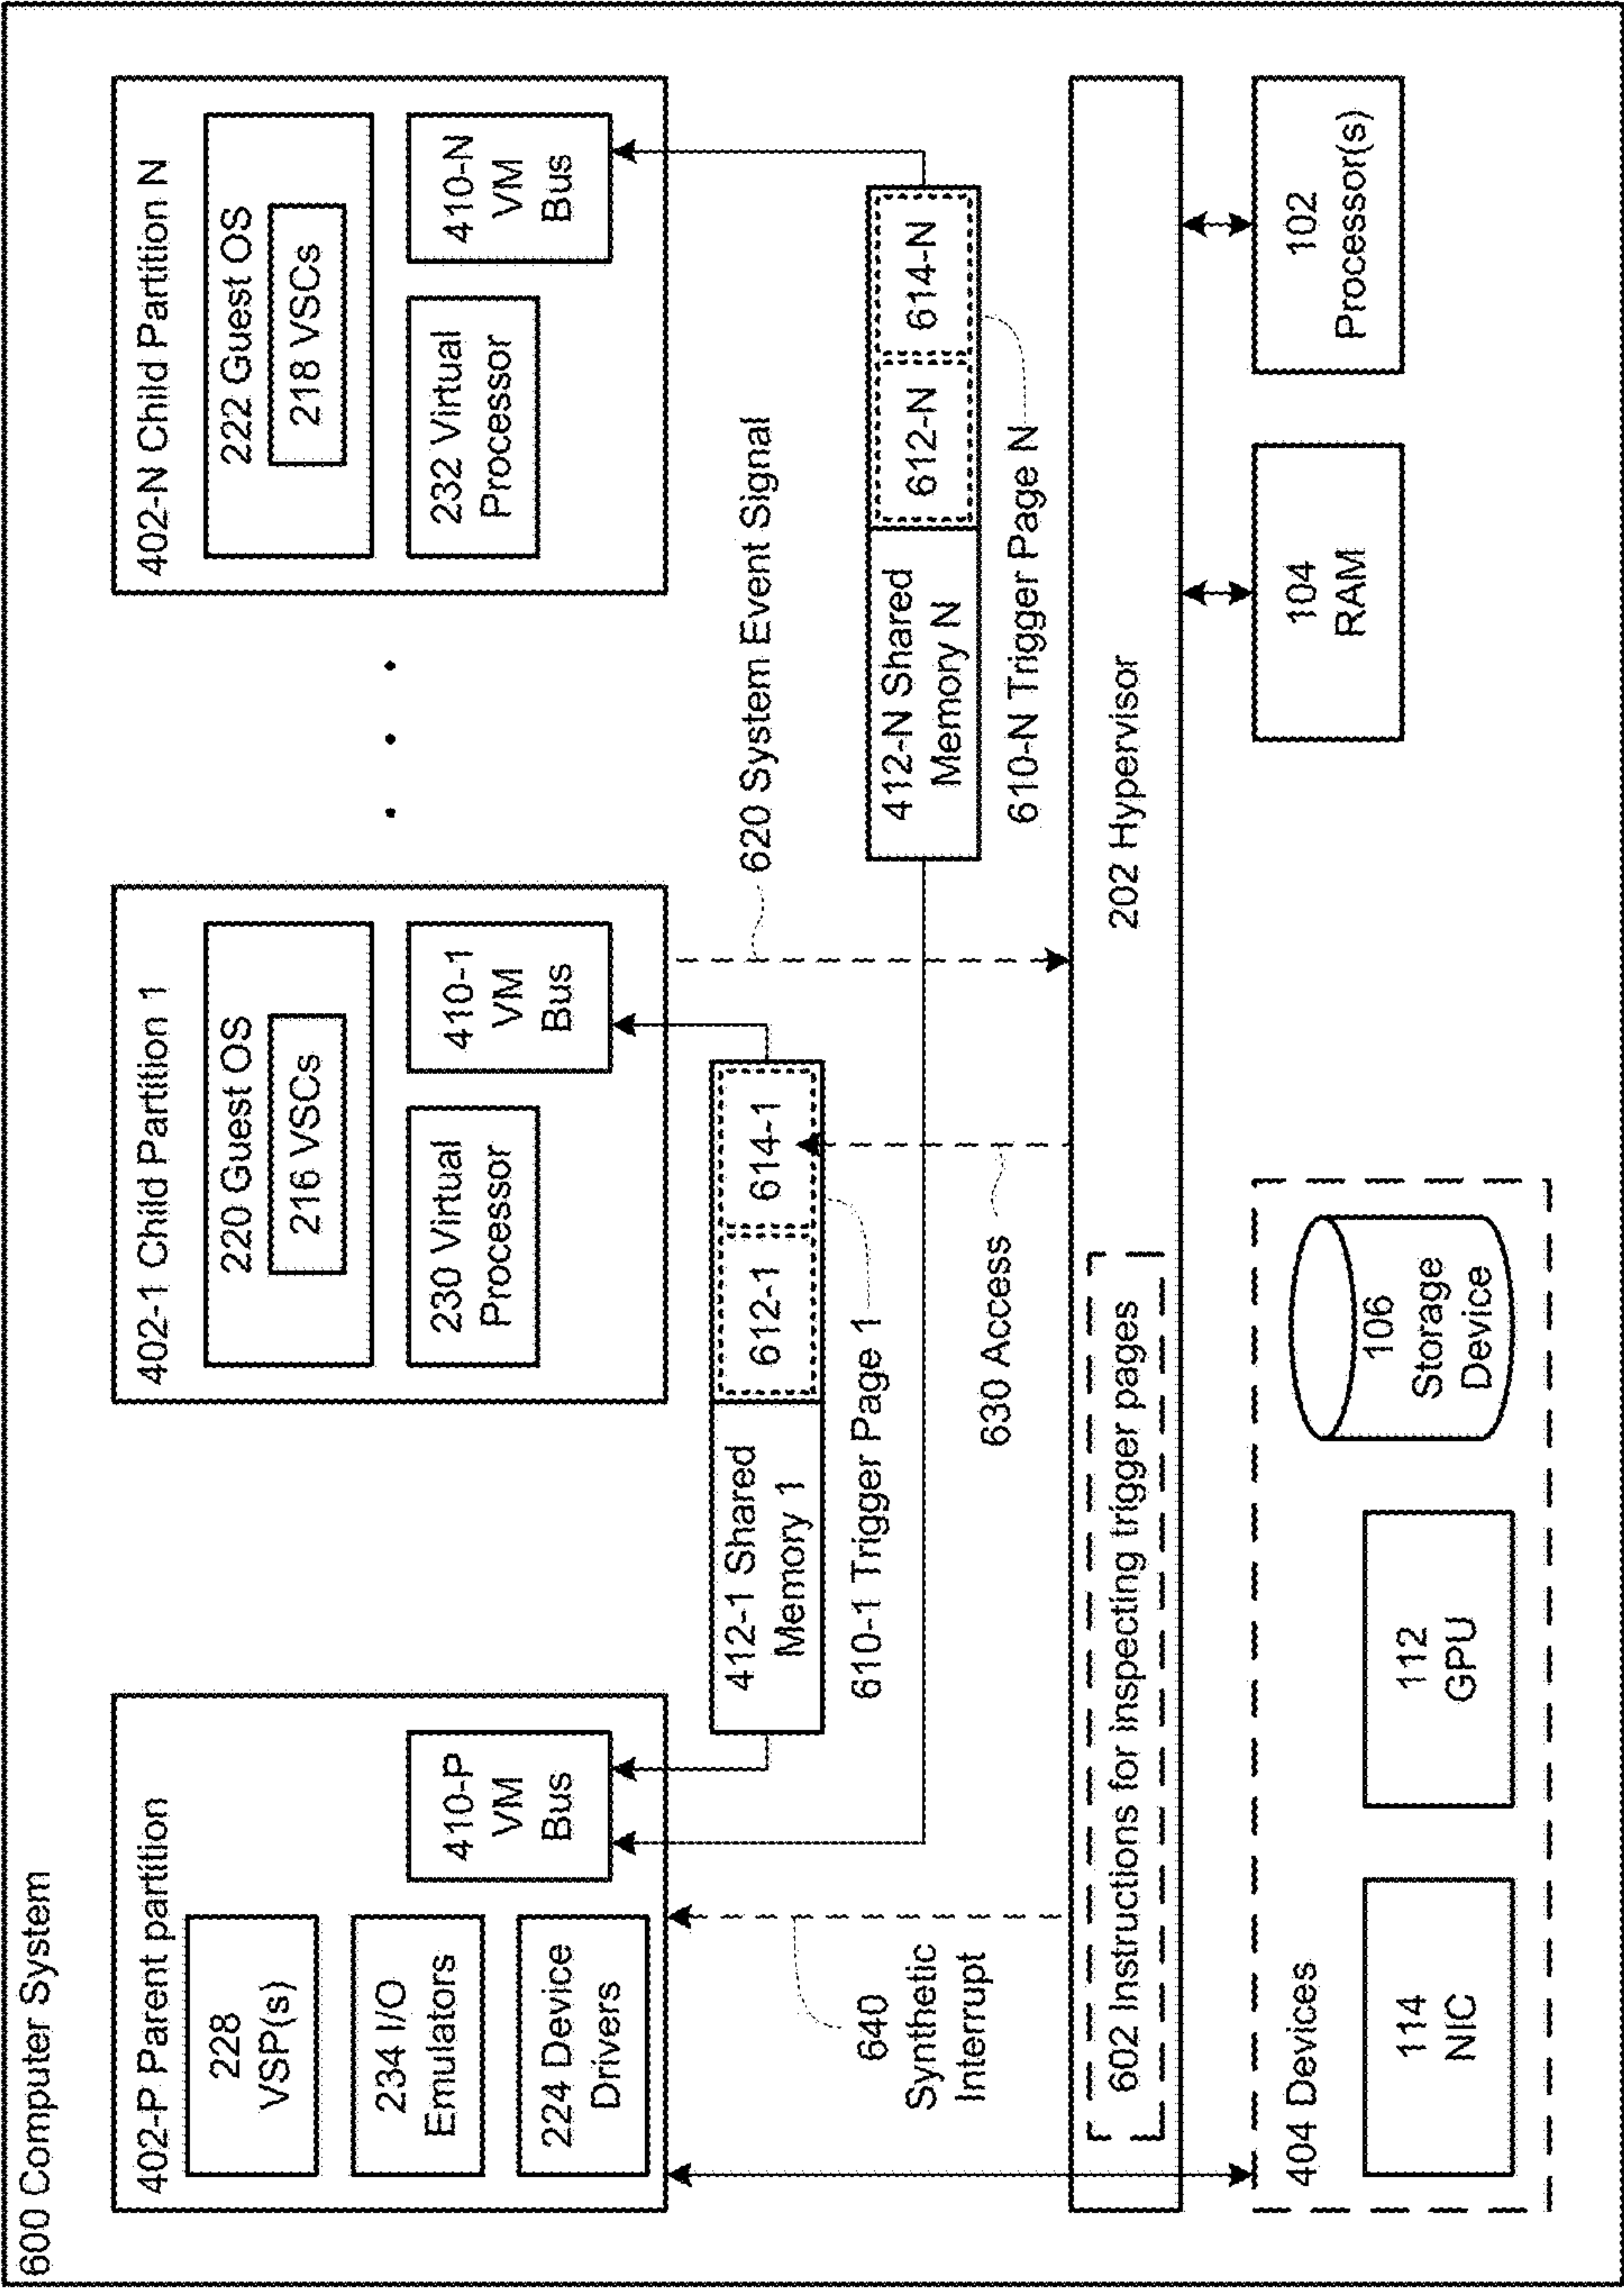 600 Computer System
402-P Parent partition
228
VSP(s)
234 I/O
Emulators
224 Device
Drivers
410-P
VM
Bus
402-1 Child Partition 1
220 Guest OS
216 VSCs
230 Virtual
Processor
410-1
VM
Bus
402-N Child Partition N
222 Guest OS
218 VSCs
232 Virtual
Processor
410-N
VM
Bus
412-1 Shared
Memory 1
612-1
614-1
610-1 Trigger Page 1
620 System Event Signal
412-N Shared
Memory N
612-N
614-N
610-N Trigger Page N
640
Synthetic
Interrupt
630 Access
602 Instructions for inspecting trigger pages
202 Hypervisor
404 Devices
114
NIC
112
GPU
106
Storage
Device
104
RAM
102
Processor(s)